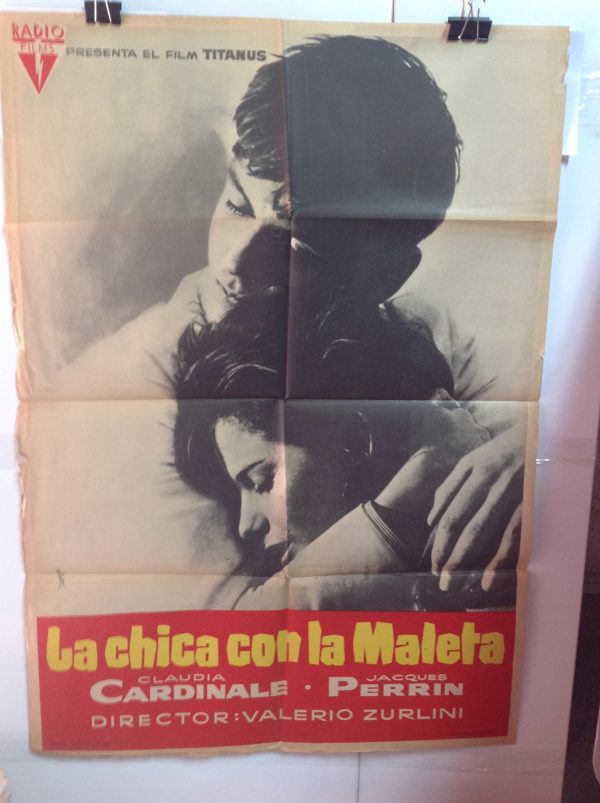 RADIO
FILMS
PRESENTA EL FILM TITANUS
La chica con la Maleta
CLAUDIA CARDINALE · JACQUES PERRIN
DIRECTOR: VALERIO ZURLINI